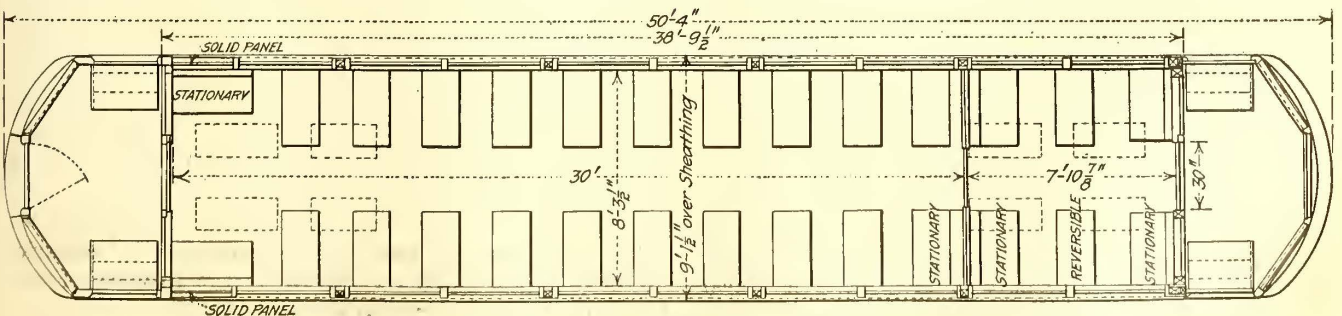 50'-4"
38'-9½"
SOLID PANEL
STATIONARY
30'
8'-3½"
9'-1½" over Sheathing
7'-10⅞"
30"
STATIONARY
STATIONARY
REVERSIBLE
STATIONARY
SOLID PANEL